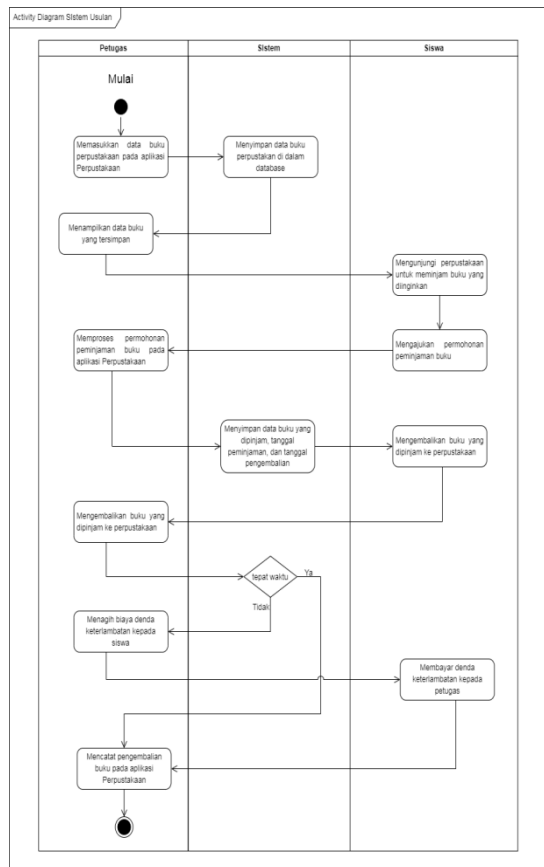 Activity Diagram Sistem Usulan
Petugas
Sistem
Siswa
Mulai
Memasukkan data buku
perpustakaan pada aplikasi
Perpustakaan
Menyimpan data buku
perpustakan di dalam
database
Menampilkan data buku
yang tersimpan
Mengunjungi perpustakaan
untuk meminjam buku yang
diinginkan
Memproses permohonan
peminjaman buku pada
aplikasi Perpustakaan
Mengajukan permohonan
peminjaman buku
Menyimpan data buku yang
dipinjam, tanggal
peminjaman, dan tanggal
pengembalian
Mengembalikan buku yang
dipinjam ke perpustakaan
Mengembalikan buku yang
dipinjam ke perpustakaan
tepat waktu
Ya
Tidak
Menagih biaya denda
keterlambatan kepada
siswa
Membayar denda
keterlambatan kepada
petugas
Mencatat pengembalian
buku pada aplikasi
Perpustakaan